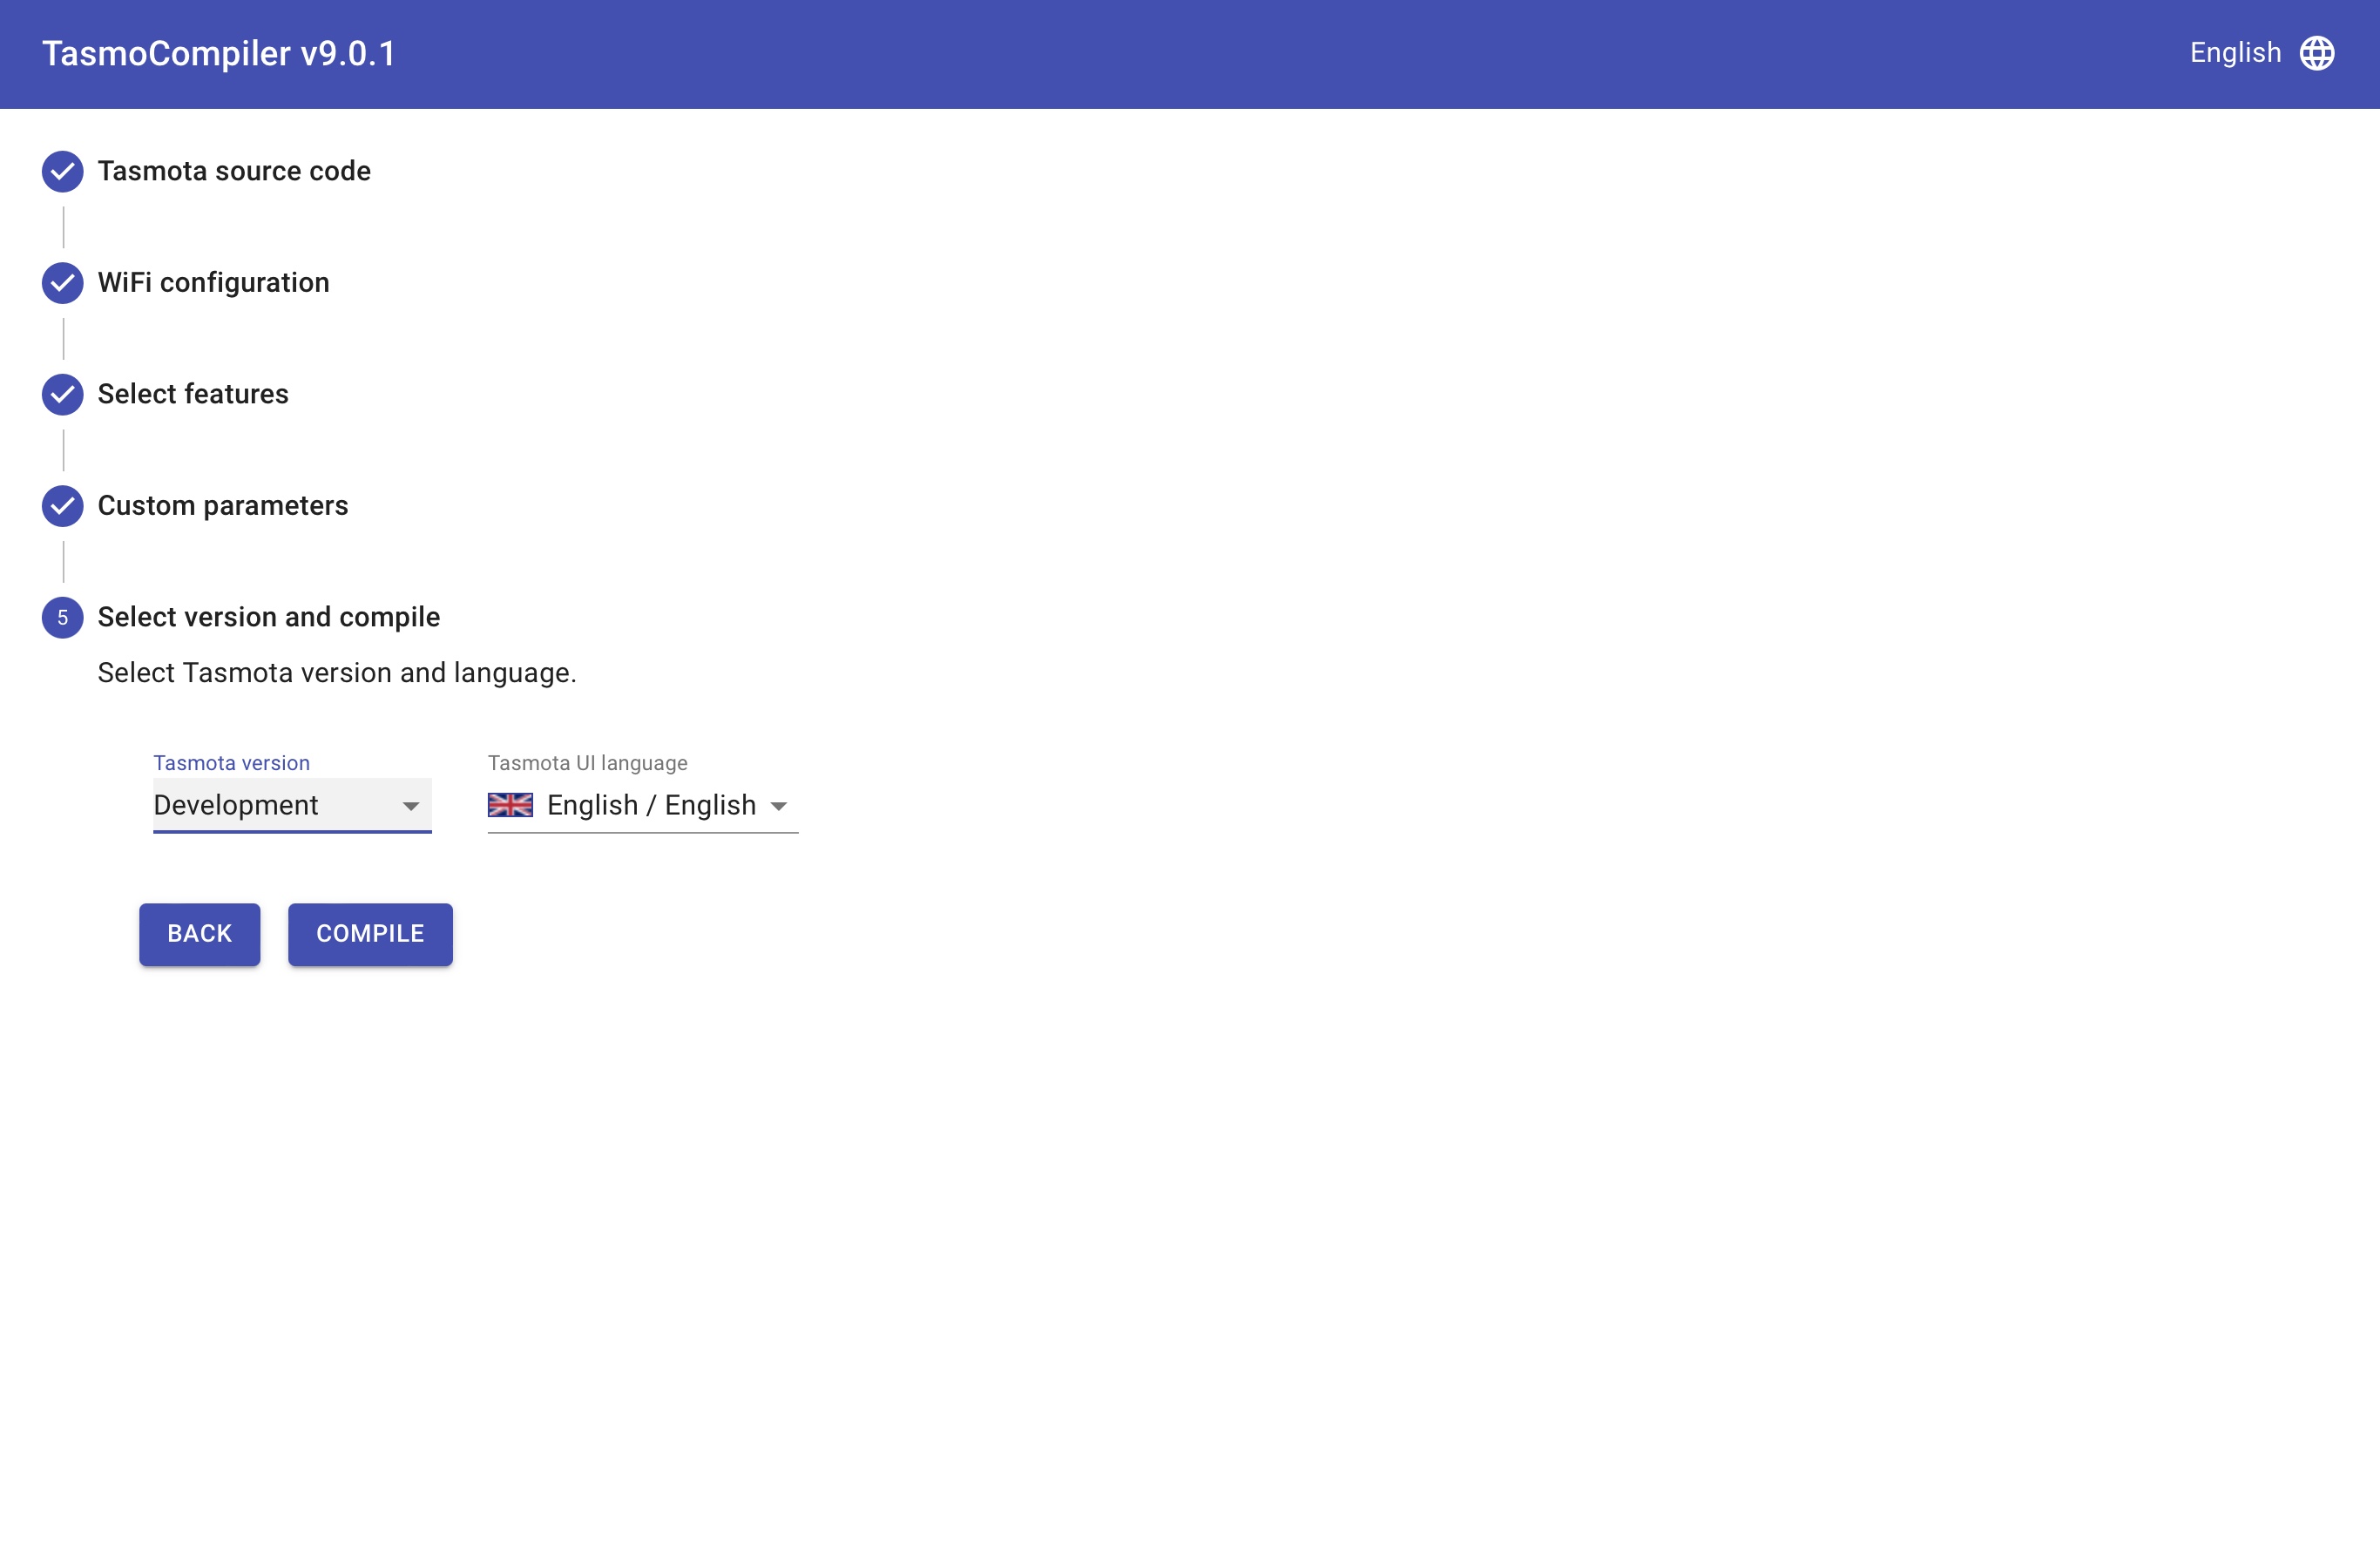 TasmoCompiler v9.0.1
English
Tasmota source code
WiFi configuration
Select features
Custom parameters
5 Select version and compile
Select Tasmota version and language.
Tasmota version
Tasmota UI language
Development
English / English
BACK
COMPILE